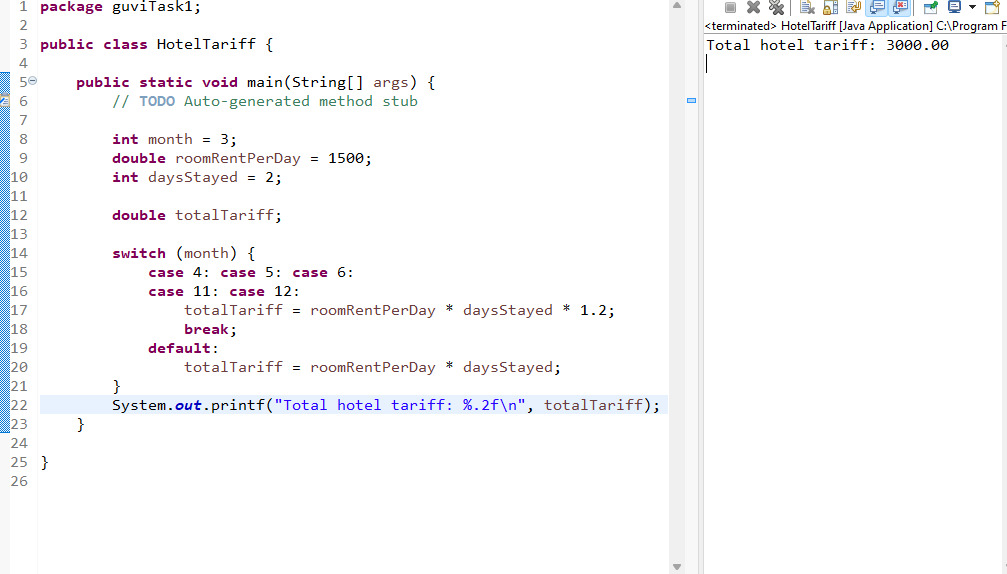 1 package guviTask1;
2
3 public class HotelTariff {
4
5 public static void main(String[] args) {
6 // TODO Auto-generated method stub
7
8 int month = 3;
9 double roomRentPerDay = 1500;
10 int daysStayed = 2;
11
12 double totalTariff;
13
14 switch (month) {
15 case 4: case 5: case 6:
16 case 11: case 12:
17 totalTariff = roomRentPerDay * daysStayed * 1.2;
18 break;
19 default:
20 totalTariff = roomRentPerDay * daysStayed;
21 }
22 System.out.printf("Total hotel tariff: %.2f\n", totalTariff);
23 }
24
25 }
26
<terminated> HotelTariff [Java Application] C:\Program F
Total hotel tariff: 3000.00